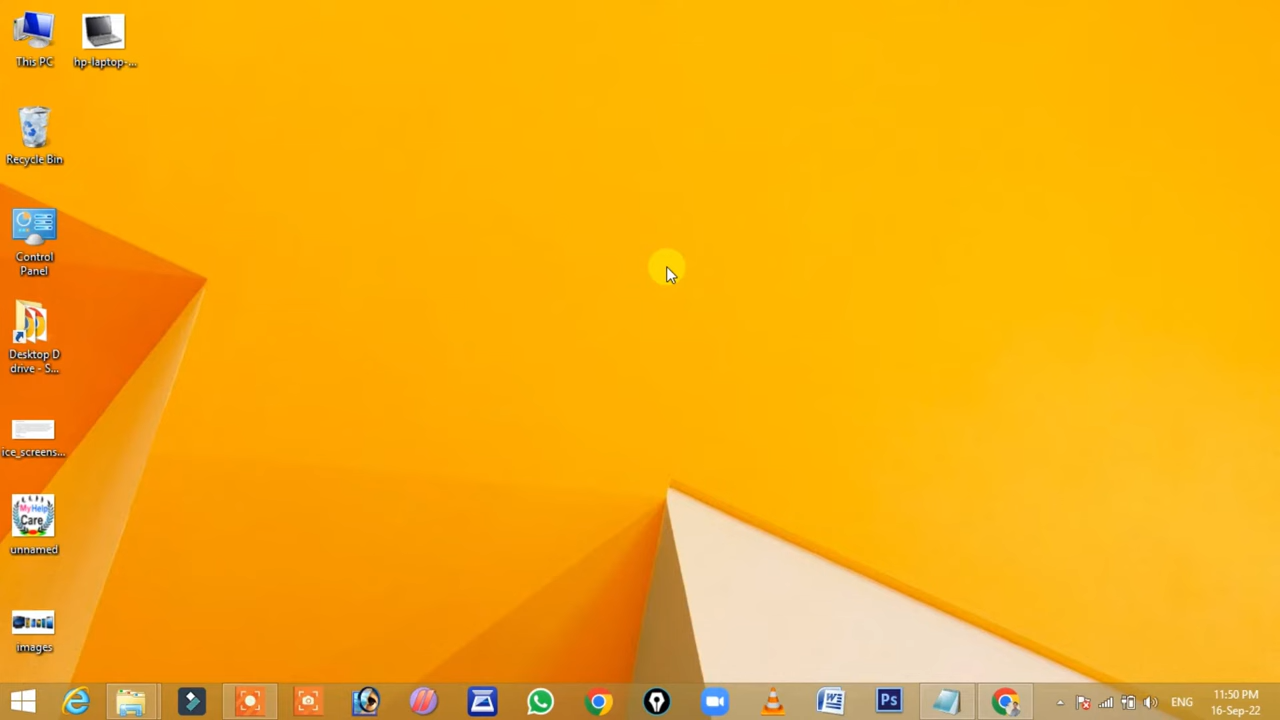 This PC
hp-laptop-...
Recycle Bin
Control
Panel
Desktop D
drive - S...
ice_screens...
MyHelp
Care
unnamed
images
Ps
ENG
11:50 PM
16-Sep-22